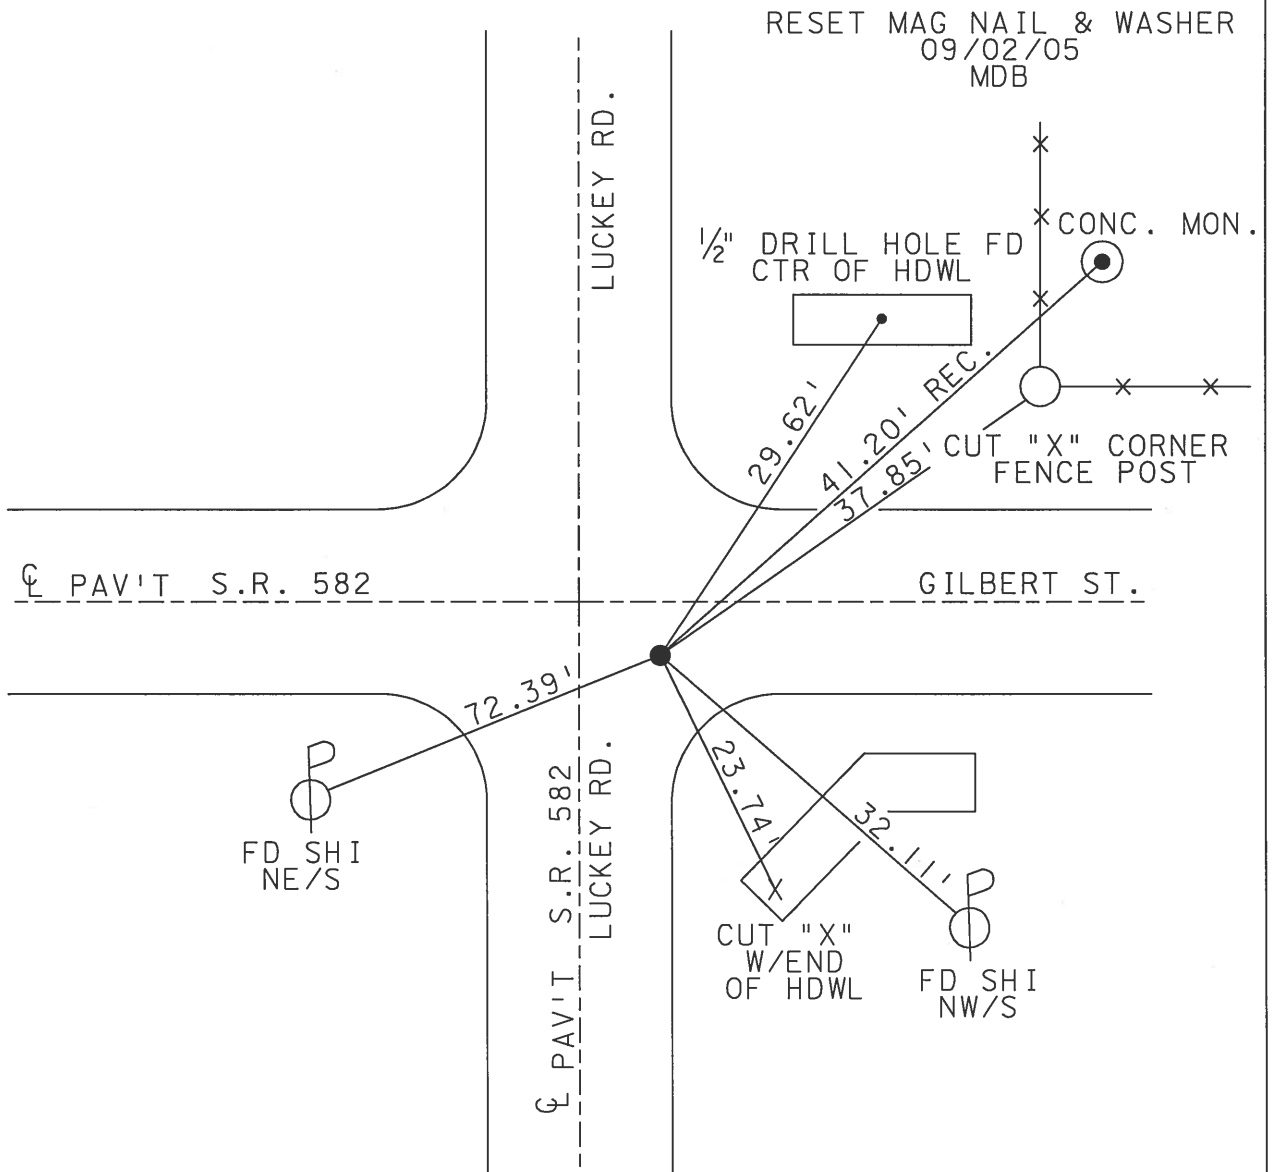 RESET MAG NAIL & WASHER
09/02/05
MDB
LUCKEY RD.
CONC. MON.
1/2" DRILL HOLE FD
CTR OF HDWL
29.62'
41.20' REC.
37.85'
CUT "X" CORNER
FENCE POST
℄ PAV'T S.R. 582
GILBERT ST.
72.39'
23.74'
32.11'
FD SHI
NE/S
℄ PAV'T S.R. 582
LUCKEY RD.
CUT "X"
W/END
OF HDWL
FD SHI
NW/S